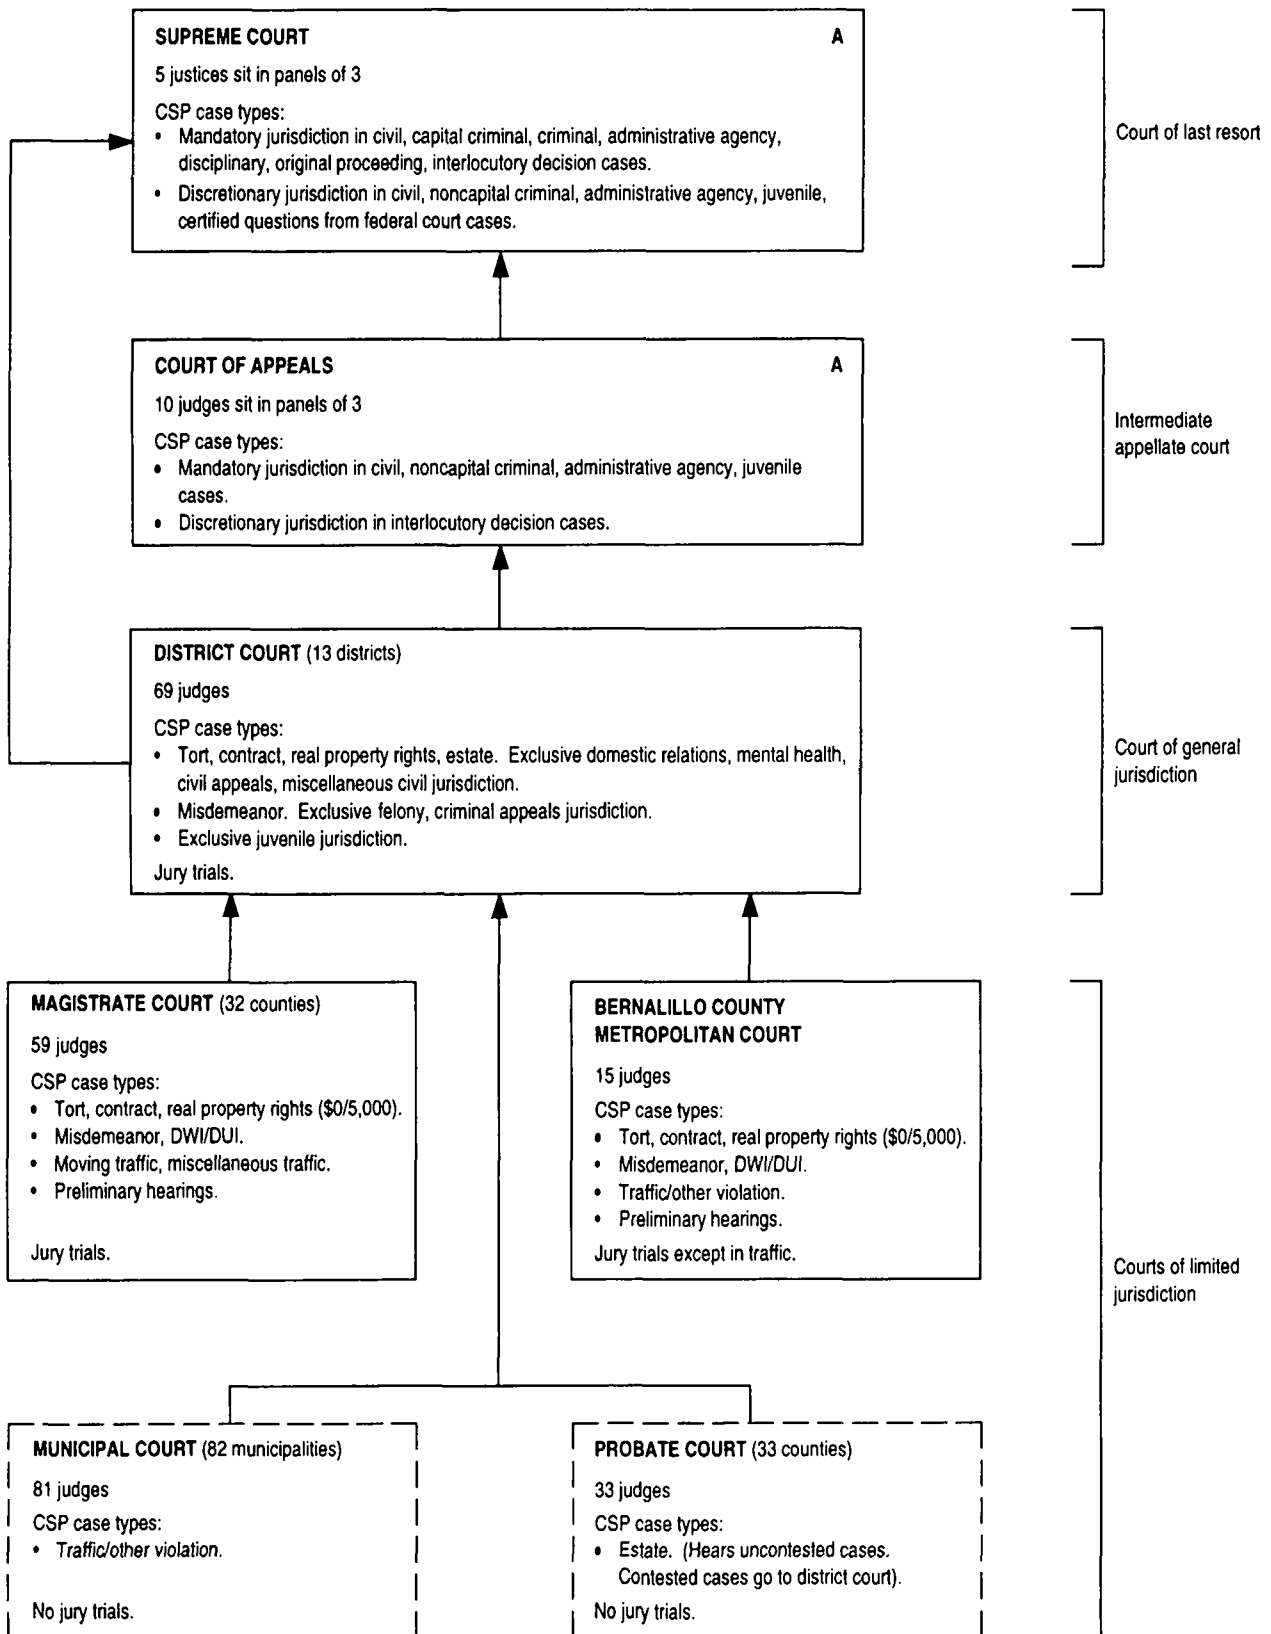 SUPREME COURT A
5 justices sit in panels of 3
CSP case types:
• Mandatory jurisdiction in civil, capital criminal, criminal, administrative agency,
disciplinary, original proceeding, interlocutory decision cases.
• Discretionary jurisdiction in civil, noncapital criminal, administrative agency, juvenile,
certified questions from federal court cases.
Court of last resort
COURT OF APPEALS A
10 judges sit in panels of 3
CSP case types:
• Mandatory jurisdiction in civil, noncapital criminal, administrative agency, juvenile
cases.
• Discretionary jurisdiction in interlocutory decision cases.
Intermediate
appellate court
DISTRICT COURT (13 districts)
69 judges
CSP case types:
• Tort, contract, real property rights, estate. Exclusive domestic relations, mental health,
civil appeals, miscellaneous civil jurisdiction.
• Misdemeanor. Exclusive felony, criminal appeals jurisdiction.
• Exclusive juvenile jurisdiction.
Jury trials.
Court of general
jurisdiction
MAGISTRATE COURT (32 counties)
59 judges
CSP case types:
• Tort, contract, real property rights ($0/5,000).
• Misdemeanor, DWI/DUI.
• Moving traffic, miscellaneous traffic.
• Preliminary hearings.
Jury trials.
BERNALILLO COUNTY
METROPOLITAN COURT
15 judges
CSP case types:
• Tort, contract, real property rights ($0/5,000).
• Misdemeanor, DWI/DUI.
• Traffic/other violation.
• Preliminary hearings.
Jury trials except in traffic.
Courts of limited
jurisdiction
MUNICIPAL COURT (82 municipalities)
81 judges
CSP case types:
• Traffic/other violation.
No jury trials.
PROBATE COURT (33 counties)
33 judges
CSP case types:
• Estate. (Hears uncontested cases.
Contested cases go to district court).
No jury trials.